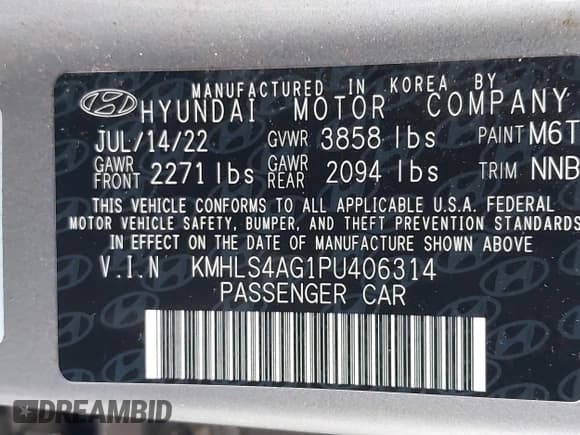 MANUFACTURED IN KOREA BY
HYUNDAI MOTOR COMPANY
JUL/14/22 GVWR 3858 lbs PAINT M6T
GAWR FRONT 2271 lbs GAWR REAR 2094 lbs TRIM NNB
THIS VEHICLE CONFORMS TO ALL APPLICABLE U.S.A. FEDERAL
MOTOR VEHICLE SAFETY, BUMPER, AND THEFT PREVENTION STANDARDS
IN EFFECT ON THE DATE OF MANUFACTURE SHOWN ABOVE
V.I.N KMHLS4AG1PU406314
PASSENGER CAR
DREAMBID